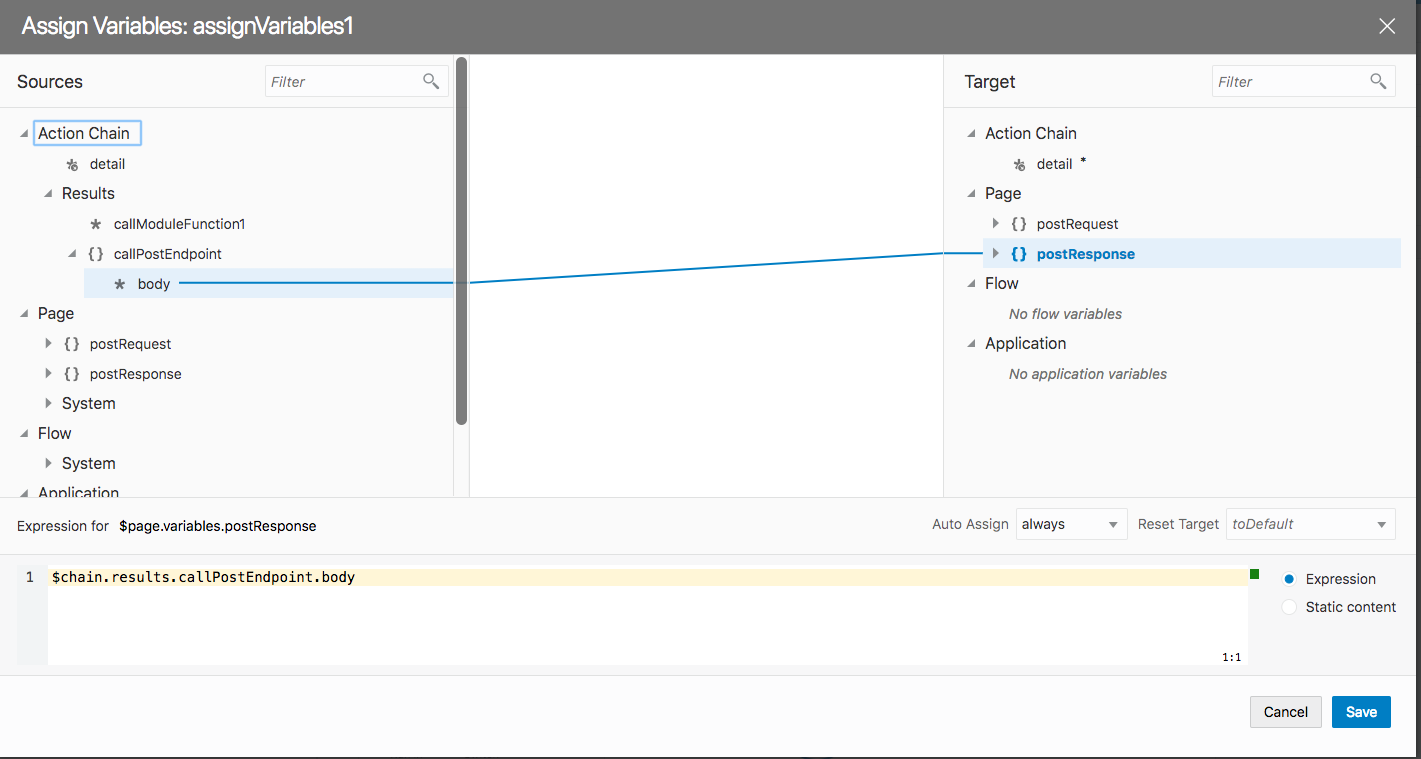 Assign Variables: assignVariables1
Sources
Filter
Action Chain
detail
Results
callModuleFunction1
{} callPostEndpoint
* body
Page
{} postRequest
{} postResponse
System
Flow
System
Application
Target
Filter
Action Chain
detail *
Page
{} postRequest
{} postResponse
Flow
No flow variables
Application
No application variables
Expression for $page.variables.postResponse
Auto Assign always Reset Target toDefault
1 $chain.results.callPostEndpoint.body
1:1
Expression
Static content
Cancel Save